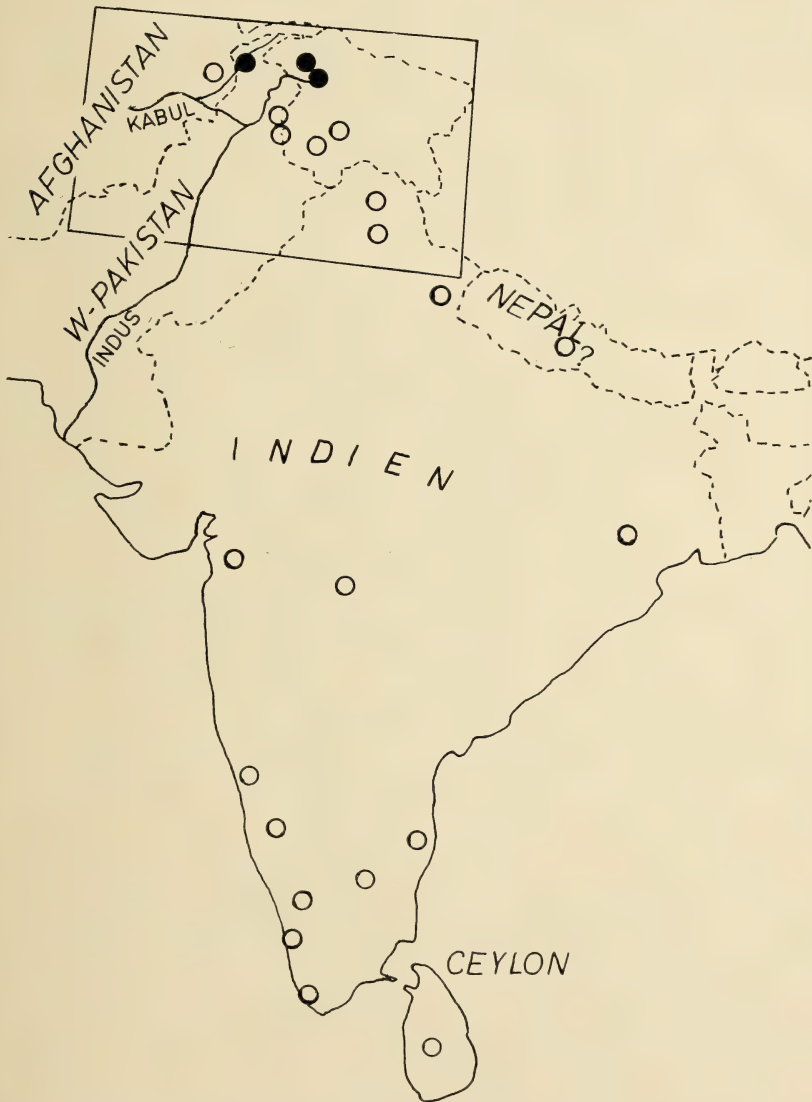 AFGHANISTAN
KABUL
W-PAKISTAN
INDUS
NEPAL
?
INDIEN
CEYLON